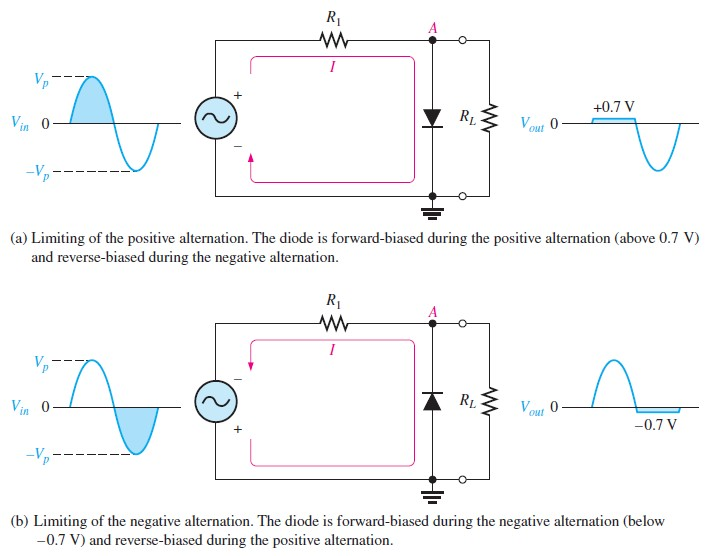 R1
A
I
Vp
Vin 0
−Vp
+
−
RL
Vout 0
+0.7 V
(a) Limiting of the positive alternation. The diode is forward-biased during the positive alternation (above 0.7 V)
and reverse-biased during the negative alternation.
R1
A
I
Vp
Vin 0
−Vp
−
+
RL
Vout 0
−0.7 V
(b) Limiting of the negative alternation. The diode is forward-biased during the negative alternation (below
−0.7 V) and reverse-biased during the positive alternation.